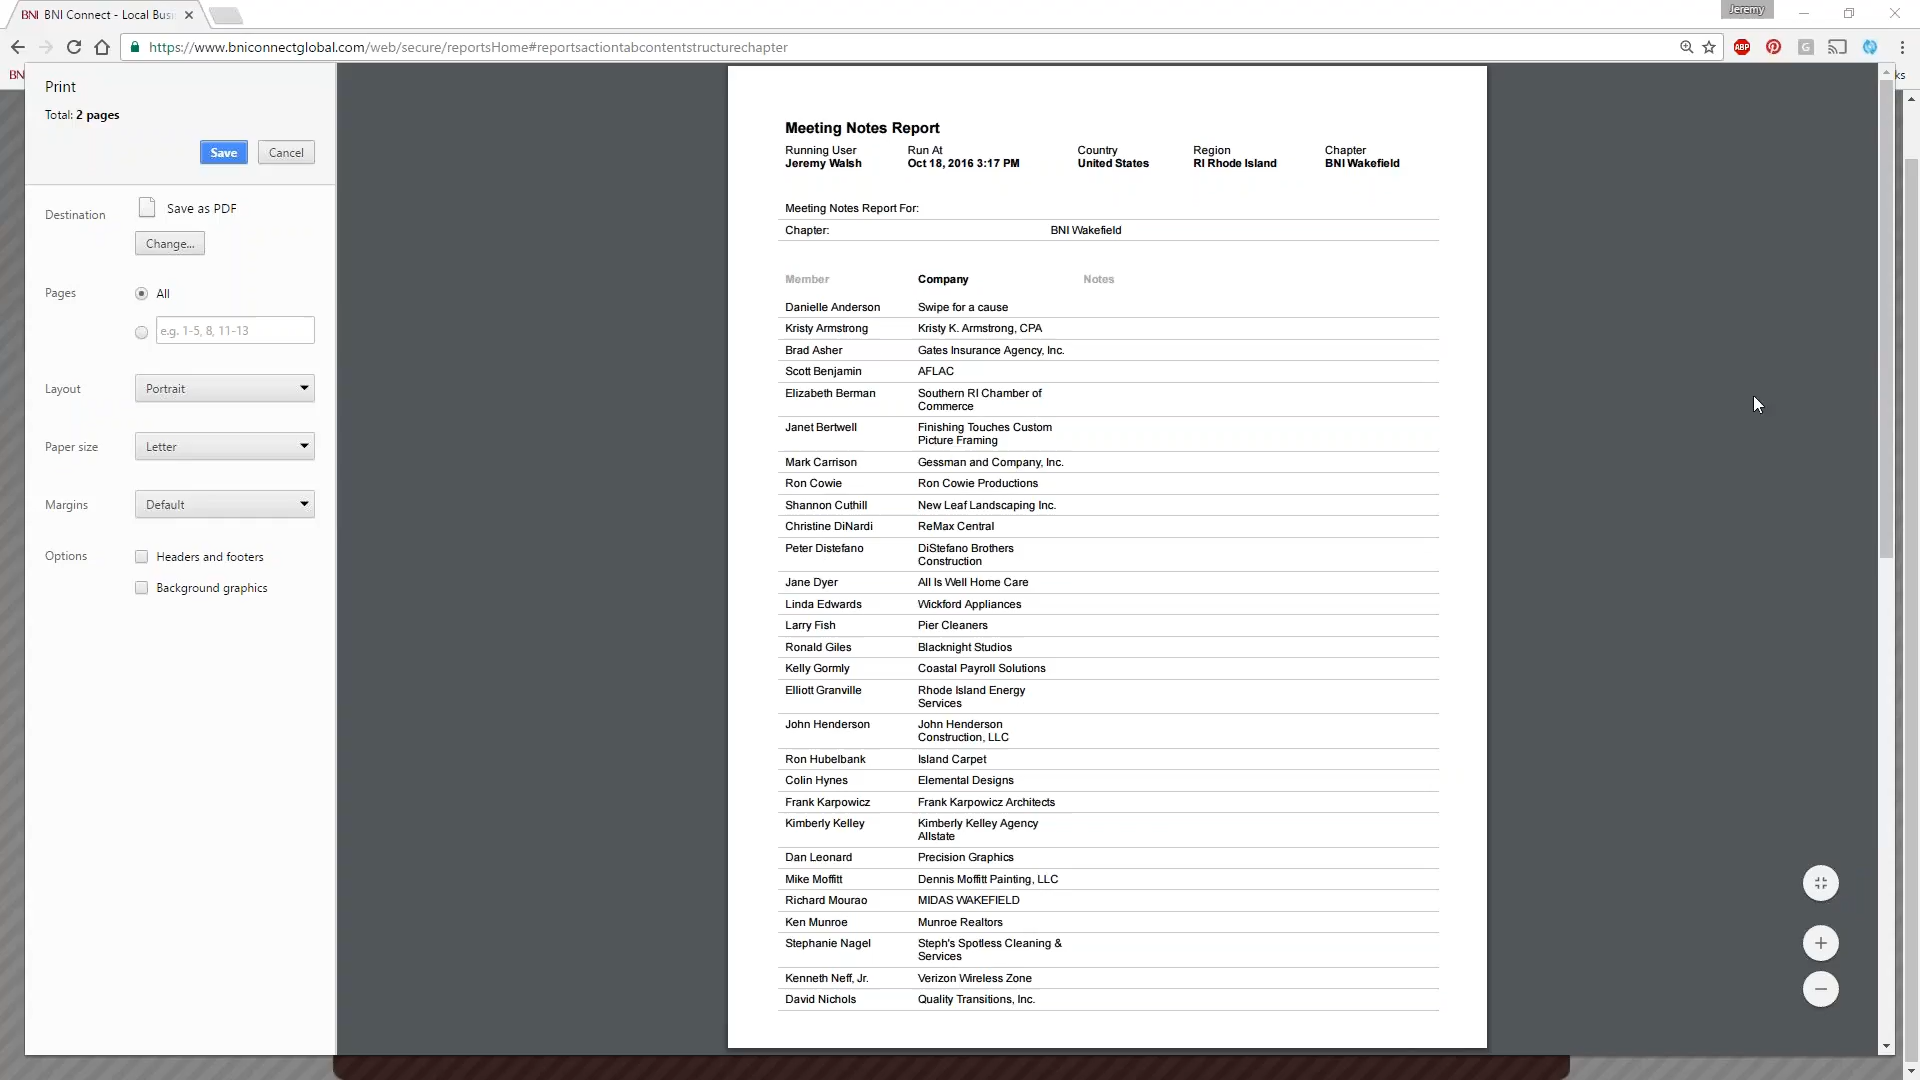 BNI BNI Connect - Local Busi
Jeremy
https://www.bniconnectglobal.com/web/secure/reportsHome#reportsactiontabcontentstructurechapter
ABP
G
BN
ks
Print
Total: 2 pages
Save Cancel
Destination Save as PDF
Change...
Pages All
e.g. 1-5, 8, 11-13
Layout Portrait
Paper size Letter
Margins Default
Options Headers and footers
Background graphics
Meeting Notes Report
Running User Run At Country Region Chapter
Jeremy Walsh Oct 18, 2016 3:17 PM United States RI Rhode Island BNI Wakefield
Meeting Notes Report For:
Chapter: BNI Wakefield
Member Company Notes
Danielle Anderson Swipe for a cause
Kristy Armstrong Kristy K. Armstrong, CPA
Brad Asher Gates Insurance Agency, Inc.
Scott Benjamin AFLAC
Elizabeth Berman Southern RI Chamber of
Commerce
Janet Bertwell Finishing Touches Custom
Picture Framing
Mark Carrison Gessman and Company, Inc.
Ron Cowie Ron Cowie Productions
Shannon Cuthill New Leaf Landscaping Inc.
Christine DiNardi ReMax Central
Peter Distefano DiStefano Brothers
Construction
Jane Dyer All Is Well Home Care
Linda Edwards Wickford Appliances
Larry Fish Pier Cleaners
Ronald Giles Blacknight Studios
Kelly Gormly Coastal Payroll Solutions
Elliott Granville Rhode Island Energy
Services
John Henderson John Henderson
Construction, LLC
Ron Hubelbank Island Carpet
Colin Hynes Elemental Designs
Frank Karpowicz Frank Karpowicz Architects
Kimberly Kelley Kimberly Kelley Agency
Allstate
Dan Leonard Precision Graphics
Mike Moffitt Dennis Moffitt Painting, LLC
Richard Mourao MIDAS WAKEFIELD
Ken Munroe Munroe Realtors
Stephanie Nagel Steph's Spotless Cleaning &
Services
Kenneth Neff, Jr. Verizon Wireless Zone
David Nichols Quality Transitions, Inc.